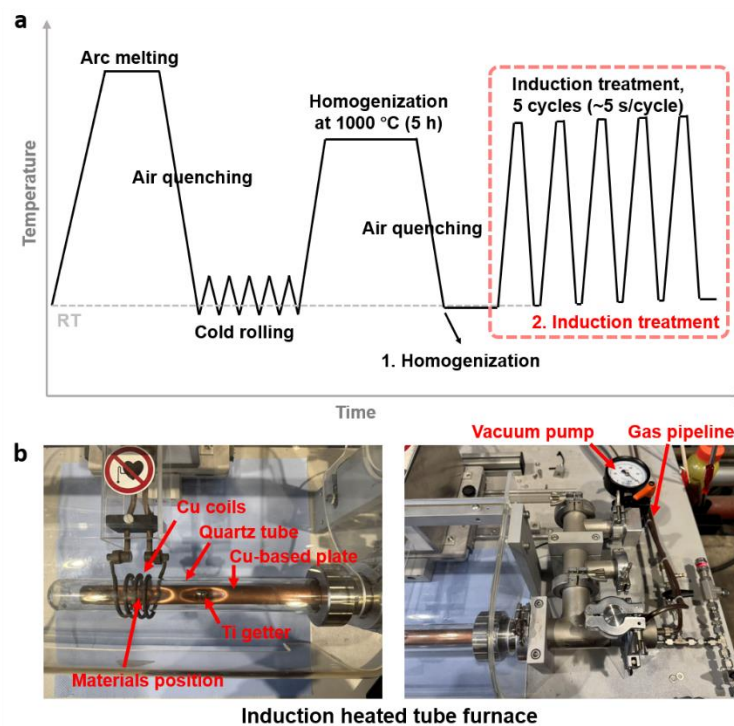 a
Arc melting
Homogenization
at 1000 °C (5 h)
Induction treatment,
5 cycles (~5 s/cycle)
Air quenching
Air quenching
Temperature
RT
Cold rolling
1. Homogenization
2. Induction treatment
Time
b
Vacuum pump
Gas pipeline
Cu coils
Quartz tube
Cu-based plate
Ti getter
Materials position
Induction heated tube furnace